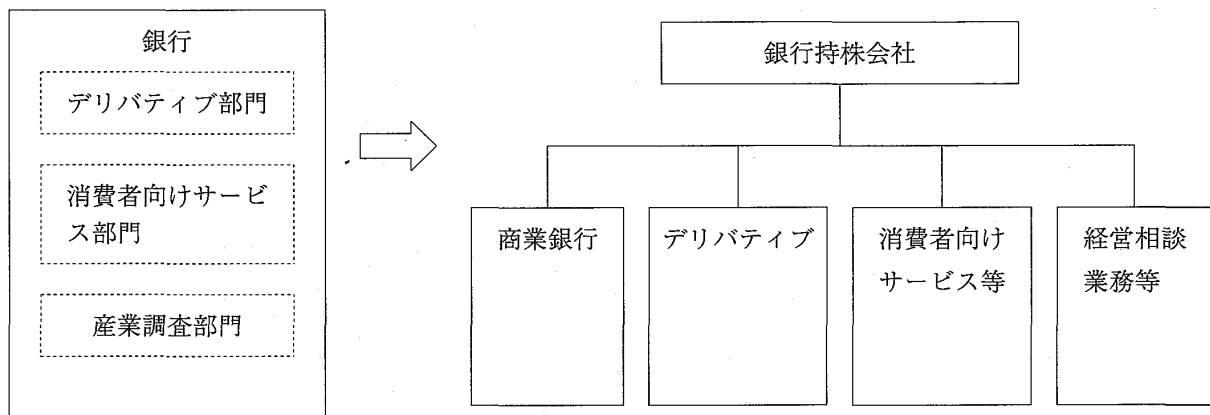 銀行
デリバティブ部門
消費者向けサービ
ス部門
産業調査部門
銀行持株会社
商業銀行
デリバティブ
消費者向け
サービス等
経営相談
業務等